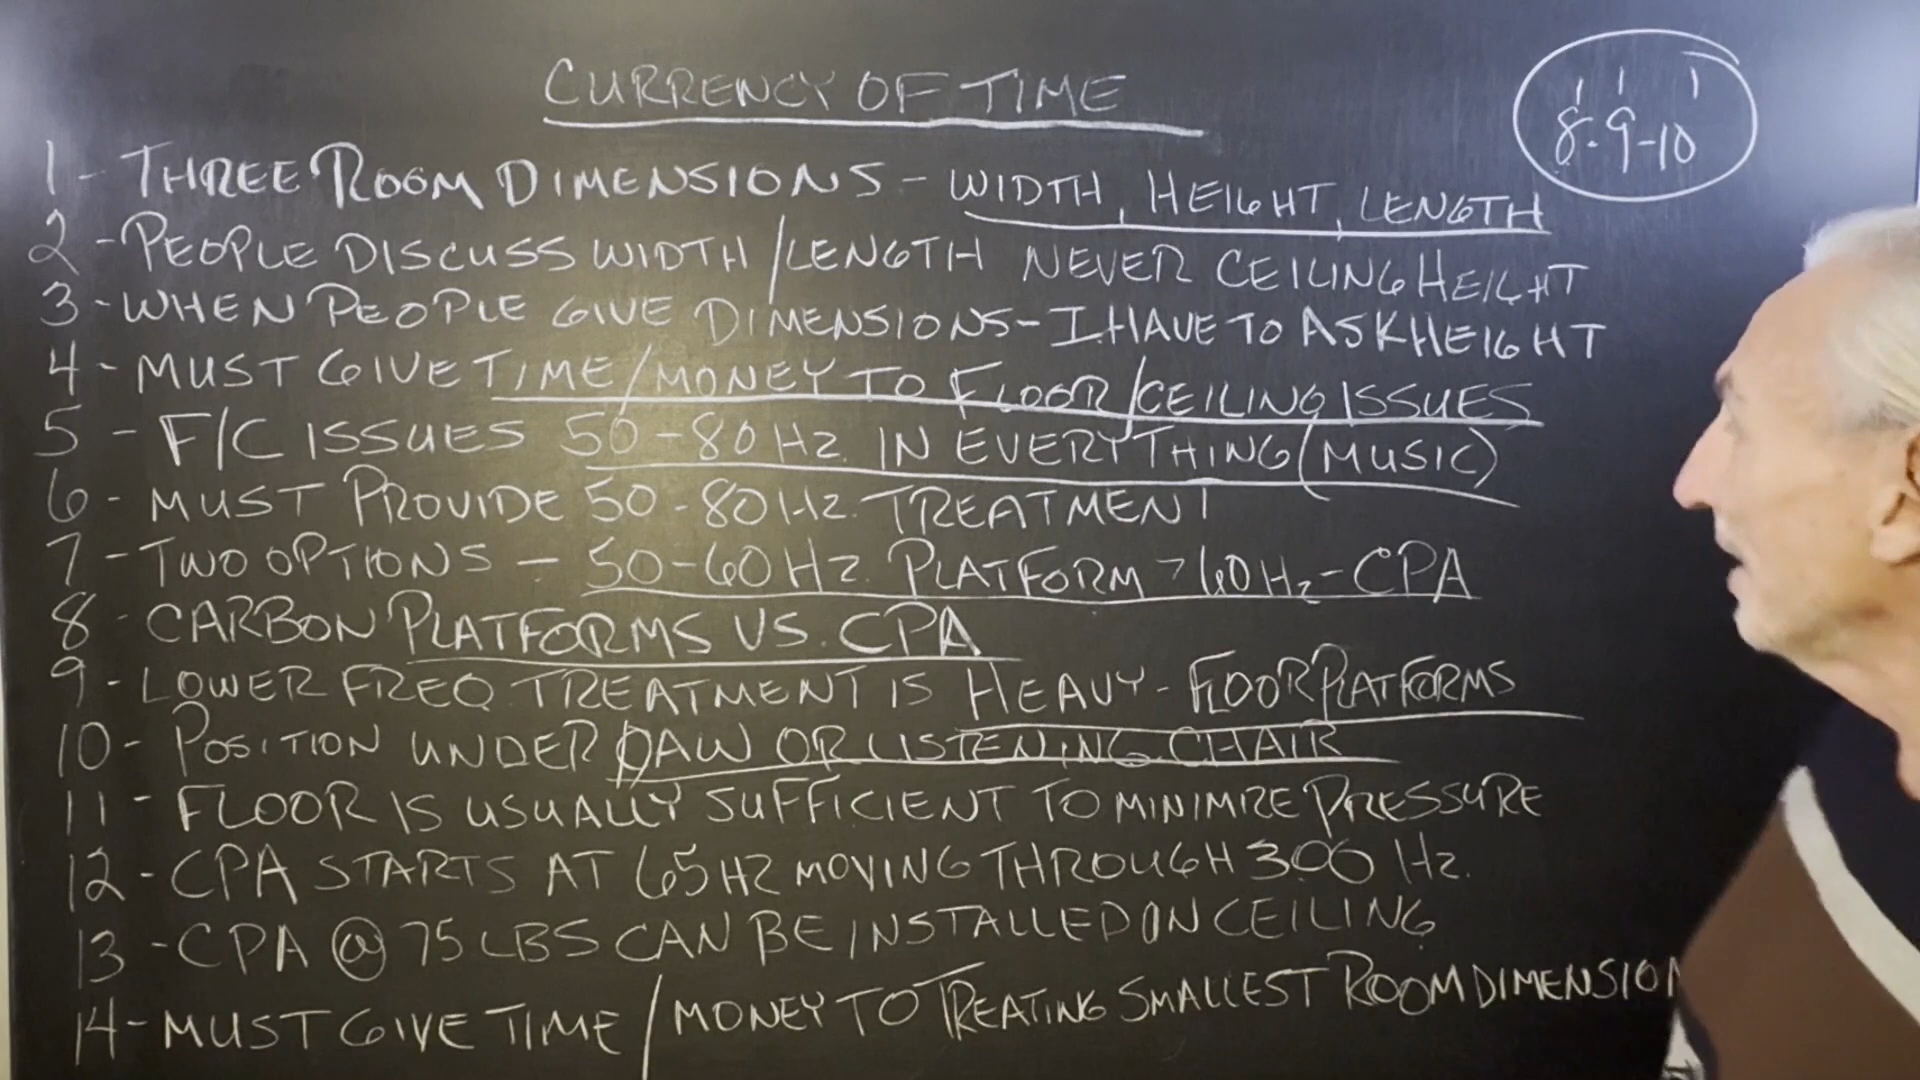 CURRENCY OF TIME
8-9-10
1- THREE ROOM DIMENSIONS - WIDTH, HEIGHT, LENGTH
2-PEOPLE DISCUSS WIDTH/LENGTH NEVER CEILING HEIGHT
3-WHEN PEOPLE GIVE DIMENSIONS-I HAVE TO ASK HEIGHT
4- MUST GIVE TIME/MONEY TO FLOOR/CEILING ISSUES
5 - F/C ISSUES 50-80HZ. IN EVERYTHING(MUSIC)
6- MUST PROVIDE 50-80HZ. TREATMENT
7-TWO OPTIONS - 50-60HZ. PLATFORM >60Hz-CPA
8- CARBON PLATFORMS VS. CPA
9- LOWER FREQ TREATMENT IS HEAVY-FLOOR PLATFORMS
10- POSITION UNDER DAW OR LISTENING CHAIR
11- FLOOR IS USUALLY SUFFICIENT TO MINIMIZE PRESSURE
12-CPA STARTS AT 65HZ MOVING THROUGH 300 Hz.
13-CPA @ 75 LBS CAN BE INSTALLED ON CEILING
14-MUST GIVE TIME/MONEY TO TREATING SMALLEST ROOM DIMENSION